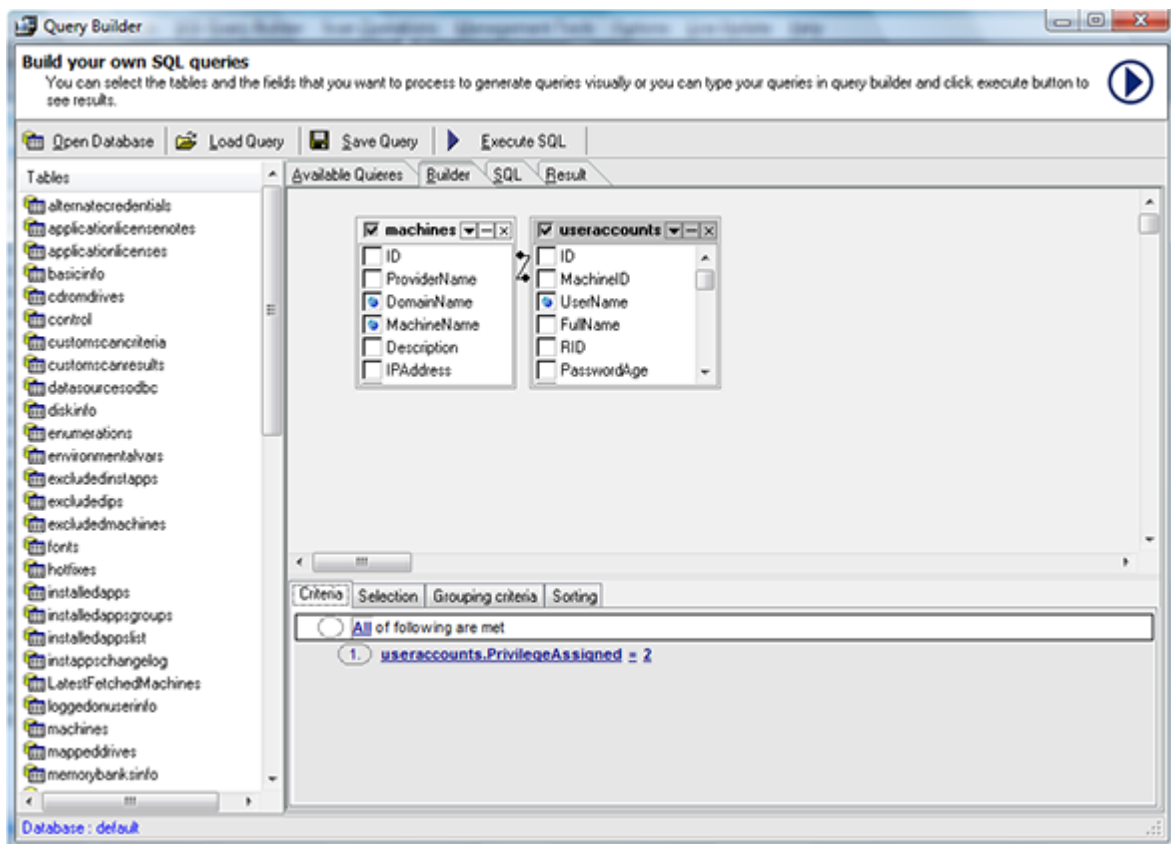 Query Builder
Build your own SQL queries
You can select the tables and the fields that you want to process to generate queries visually or you can type your queries in query builder and click execute button to
see results.
Open Database Load Query Save Query Execute SQL
Tables
alternatecredentials
applicationlicensenotes
applicationlicenses
basicinfo
cdromdrives
control
customscancriteria
customscanresults
datasourcesodbc
diskinfo
enumerations
environmentalvars
excludedinstapps
excludedips
excludedmachines
fonts
hotfixes
installedapps
installedappsgroups
installedappslist
instappschangelog
LatestFetchedMachines
loggedonuserinfo
machines
mappeddrives
memorybanksinfo
Available Quieres Builder SQL Result
machines
ID
ProviderName
DomainName
MachineName
Description
IPAddress
useraccounts
ID
MachineID
UserName
FullName
RID
PasswordAge
Criteria Selection Grouping criteria Sorting
All of following are met
1. useraccounts.PrivilegeAssigned = 2
Database : default